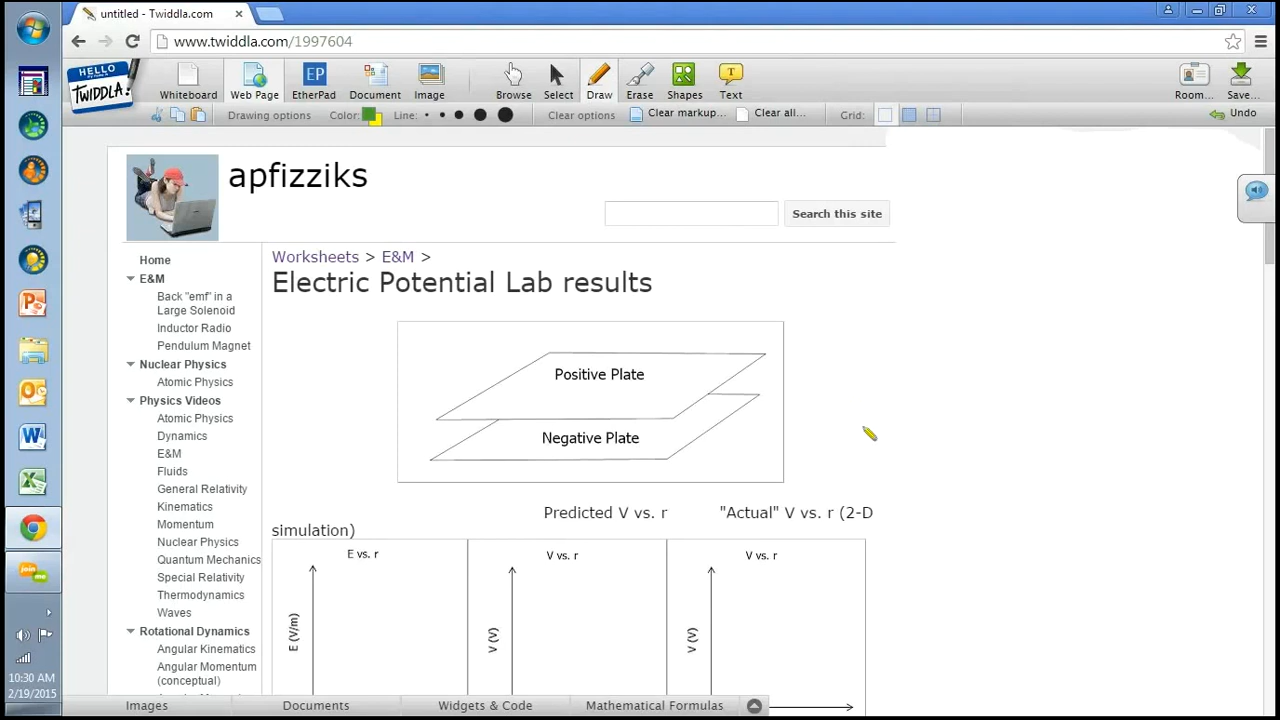 untitled - Twiddla.com
www.twiddla.com/1997604
HELLO
TWIDDLA!
Whiteboard Web Page EtherPad Document Image Browse Select Draw Erase Shapes Text Room... Save...
EP
T
Drawing options Color: Line: Clear options Clear markup... Clear all... Grid: Undo
apfizziks
Search this site
Worksheets > E&M >
Electric Potential Lab results
Home
E&M
Back "emf" in a
Large Solenoid
Inductor Radio
Pendulum Magnet
Nuclear Physics
Atomic Physics
Physics Videos
Atomic Physics
Dynamics
E&M
Fluids
General Relativity
Kinematics
Momentum
Nuclear Physics
Quantum Mechanics
Special Relativity
Thermodynamics
Waves
Rotational Dynamics
Angular Kinematics
Angular Momentum
(conceptual)
Positive Plate
Negative Plate
Predicted V vs. r "Actual" V vs. r (2-D
simulation)
E vs. r V vs. r V vs. r
E (V/m) V (V) V (V)
Images Documents Widgets & Code Mathematical Formulas
join
me
10:30 AM
2/19/2015